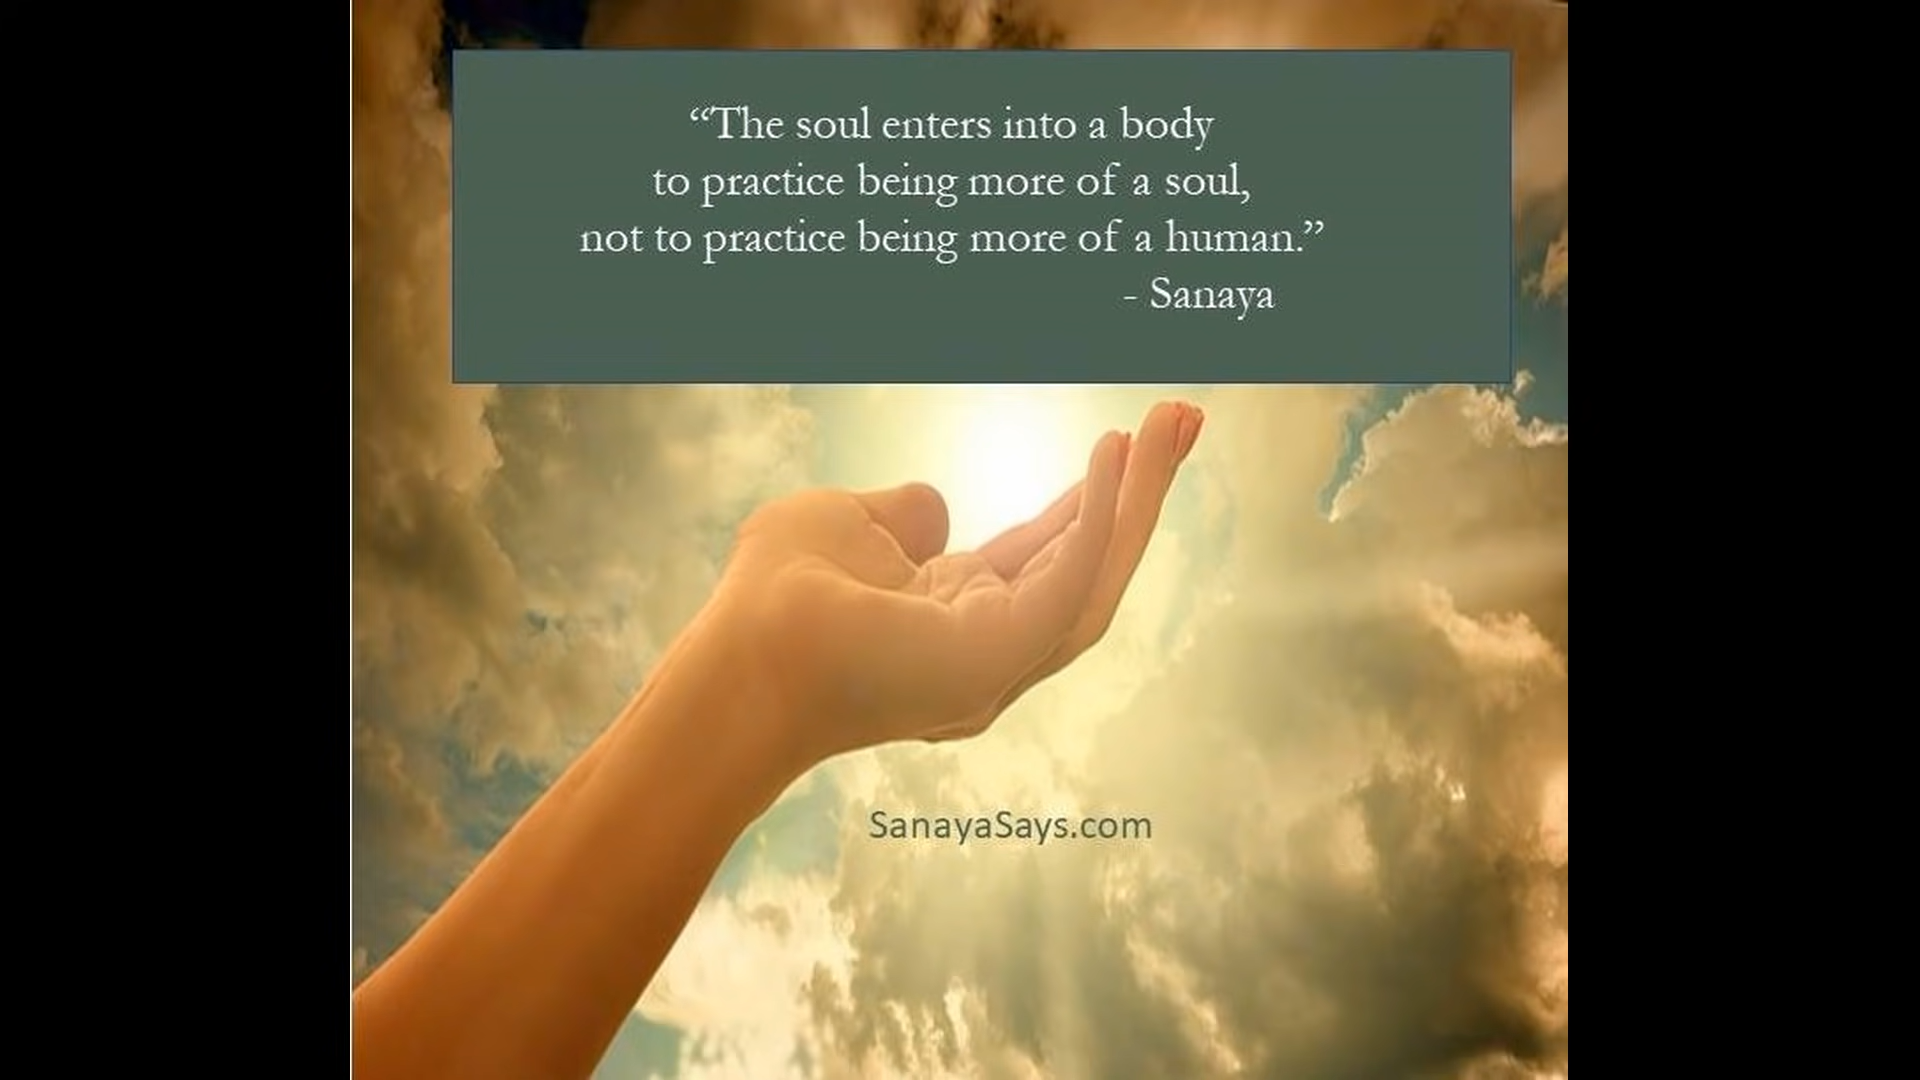 “The soul enters into a body
to practice being more of a soul,
not to practice being more of a human.”
- Sanaya
SanayaSays.com